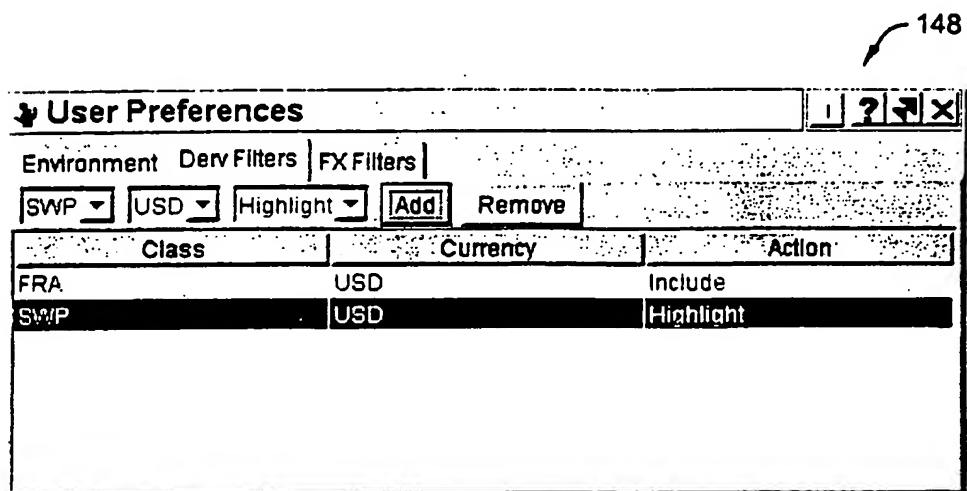 148
User Preferences
Environment Derv Filters FX Filters
SWP USD Highlight Add Remove
Class Currency Action
FRA USD Include
SWP USD Highlight